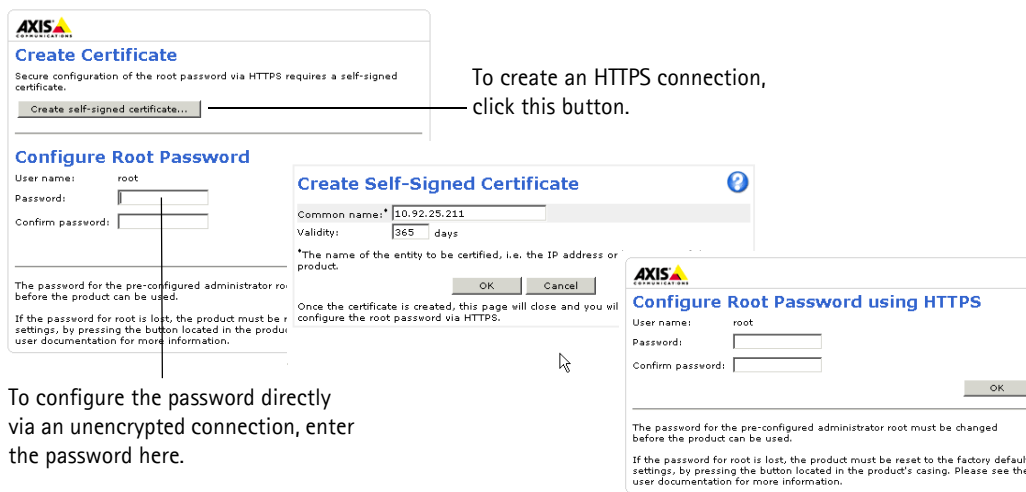 AXIS
COMMUNICATIONS
Create Certificate
Secure configuration of the root password via HTTPS requires a self-signed
certificate.
Create self-signed certificate...
To create an HTTPS connection,
click this button.
Configure Root Password
User name: root
Password:
Confirm password:
The password for the pre-configured administrator ro
before the product can be used.
If the password for root is lost, the product must be r
settings, by pressing the button located in the produ
user documentation for more information.
To configure the password directly
via an unencrypted connection, enter
the password here.
Create Self-Signed Certificate
?
Common name:* 10.92.25.211
Validity: 365 days
*The name of the entity to be certified, i.e. the IP address or
product.
OK Cancel
Once the certificate is created, this page will close and you wil
configure the root password via HTTPS.
AXIS
COMMUNICATIONS
Configure Root Password using HTTPS
User name: root
Password:
Confirm password:
OK
The password for the pre-configured administrator root must be changed
before the product can be used.
If the password for root is lost, the product must be reset to the factory default
settings, by pressing the button located in the product's casing. Please see the
user documentation for more information.